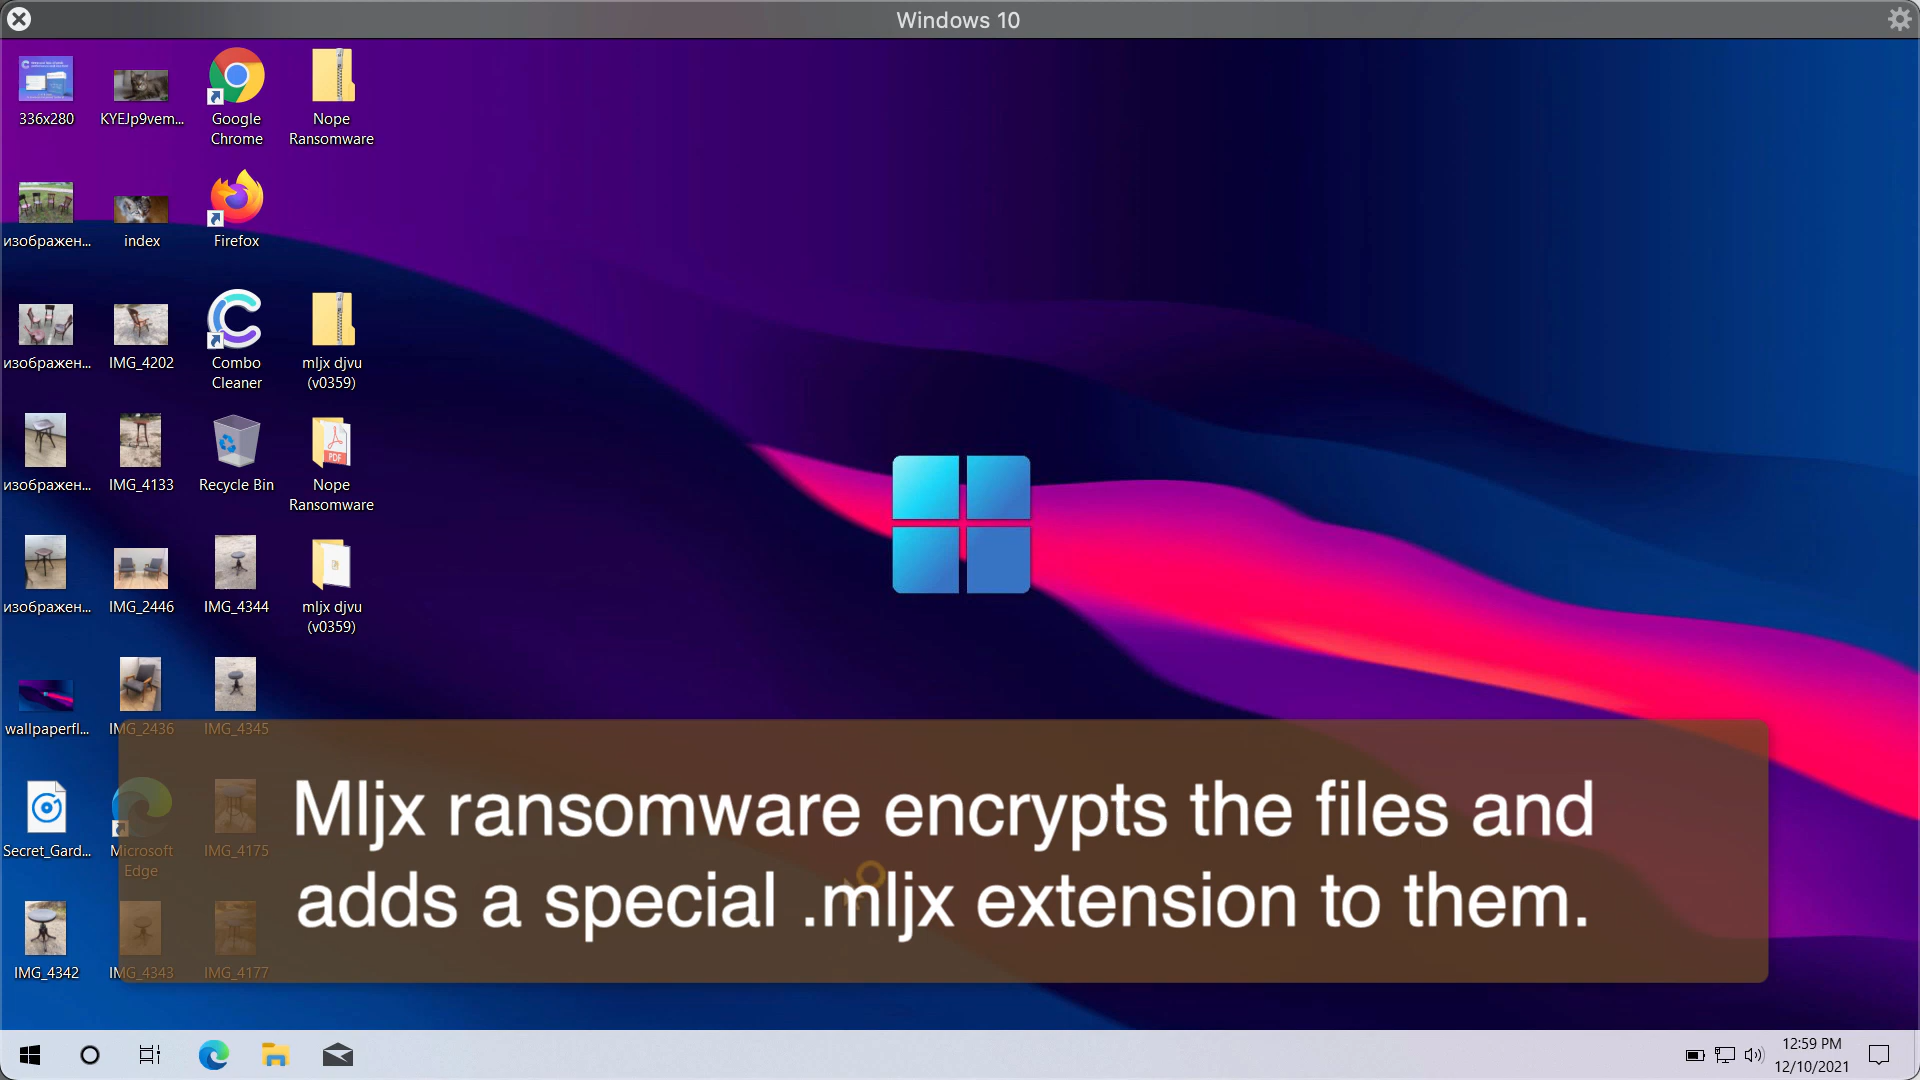 Windows 10
336x280
KYEJp9vem...
Google
Chrome
Nope
Ransomware
изображен...
index
Firefox
изображен...
IMG_4202
Combo
Cleaner
mljx djvu
(v0359)
изображен...
IMG_4133
Recycle Bin
PDF
Nope
Ransomware
изображен...
IMG_2446
IMG_4344
mljx djvu
(v0359)
wallpaperfl...
IMG_2436
IMG_4345
Secret_Gard...
Microsoft
Edge
IMG_4175
IMG_4342
IMG_4343
IMG_4177
Mljx ransomware encrypts the files and
adds a special .mljx extension to them.
12:59 PM
12/10/2021